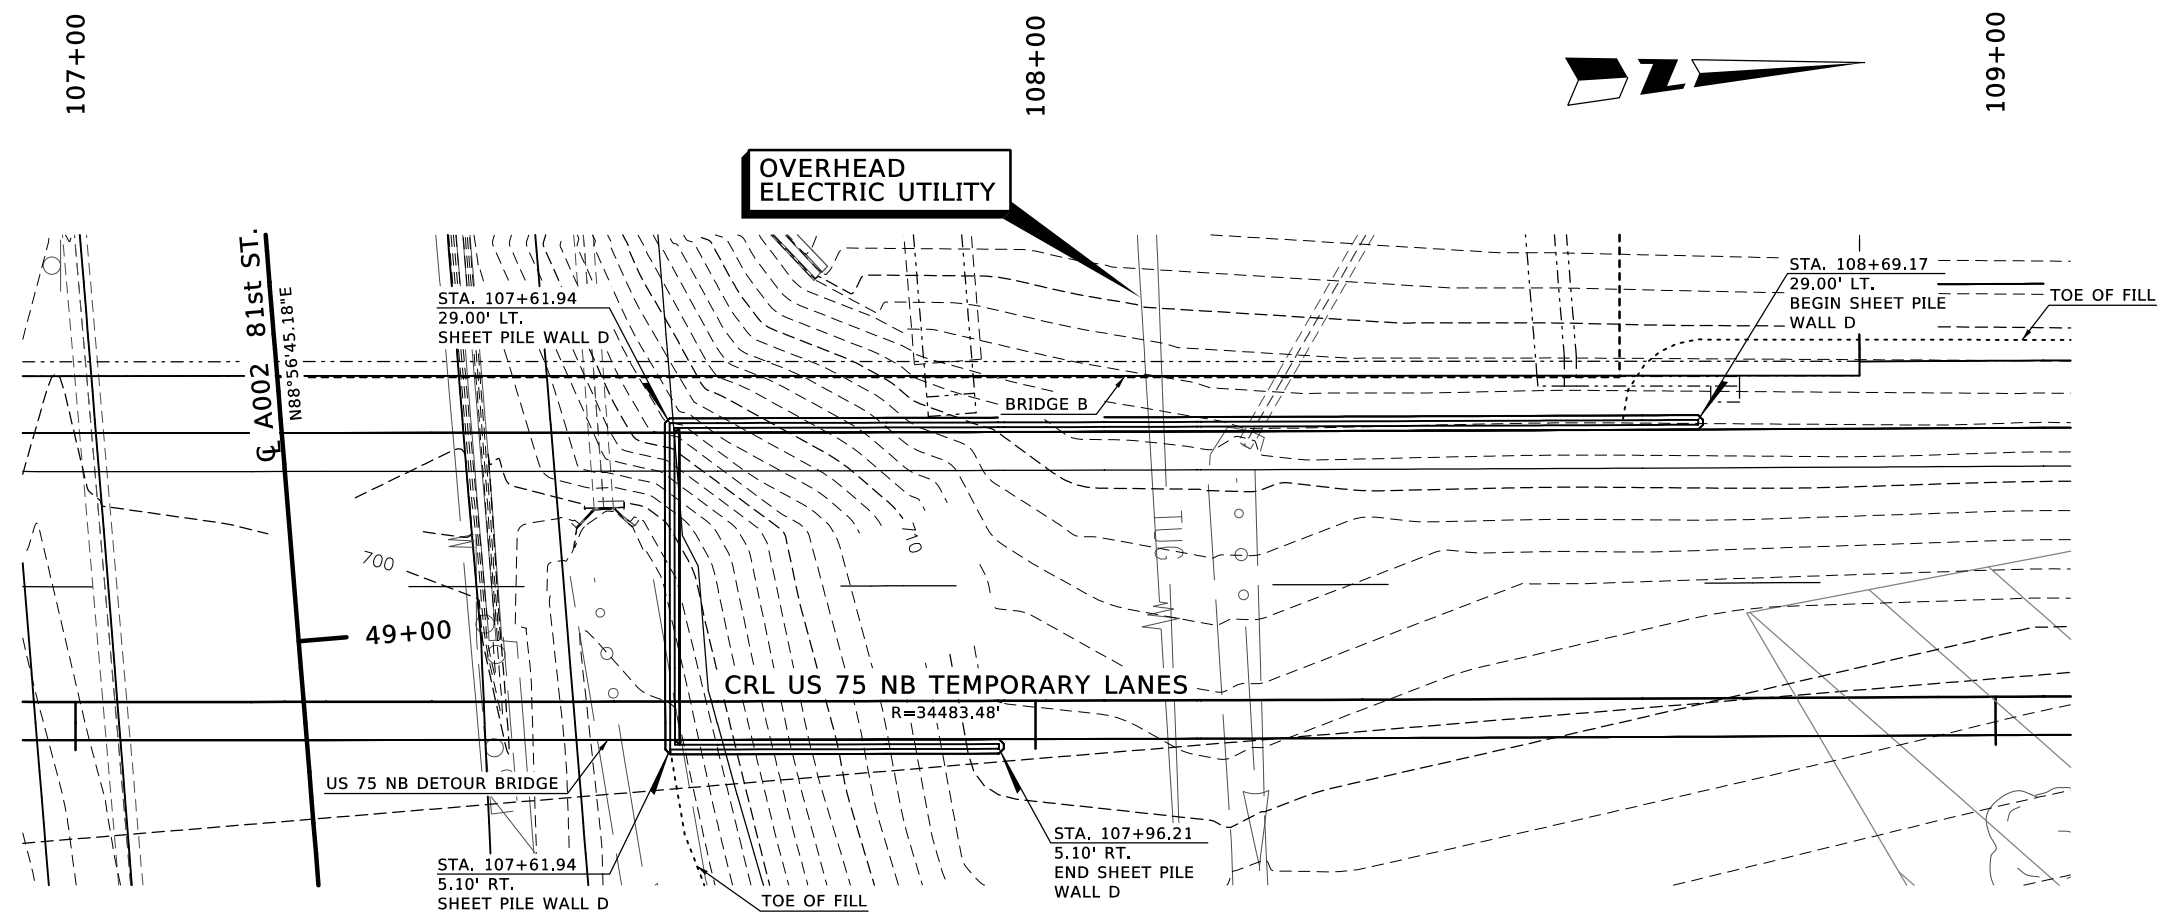 107+00
108+00
109+00
N
OVERHEAD
ELECTRIC UTILITY
℄ A002 81st ST.
N88°56'45.18"E
STA. 107+61.94
29.00' LT.
SHEET PILE WALL D
STA. 108+69.17
29.00' LT.
BEGIN SHEET PILE
WALL D
TOE OF FILL
BRIDGE B
700
710
49+00
CRL US 75 NB TEMPORARY LANES
R=34483.48'
US 75 NB DETOUR BRIDGE
STA. 107+96.21
5.10' RT.
END SHEET PILE
WALL D
STA. 107+61.94
5.10' RT.
SHEET PILE WALL D
TOE OF FILL